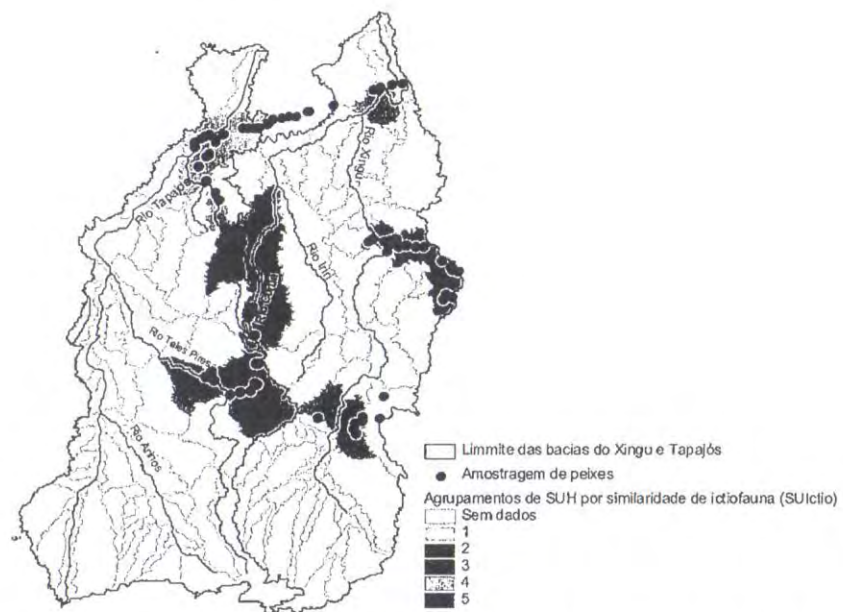 Rio Xingu
Rio Tapajós
Rio Iriri
Rio Teles Pires
Rio Arihos
Limmite das bacias do Xingu e Tapajós
Amostragem de peixes
Agrupamentos de SUH por similaridade de ictiofauna (SUIctio)
Sem dados
1
2
3
4
5